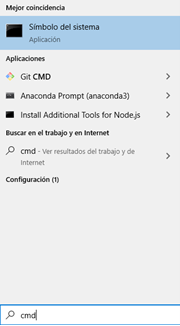 Mejor coincidencia
Símbolo del sistema
Aplicación
Aplicaciones
Git CMD
Anaconda Prompt (anaconda3)
Install Additional Tools for Node.js
Buscar en el trabajo y en Internet
cmd - Ver resultados del trabajo y de
Internet
Configuración (1)
cmd